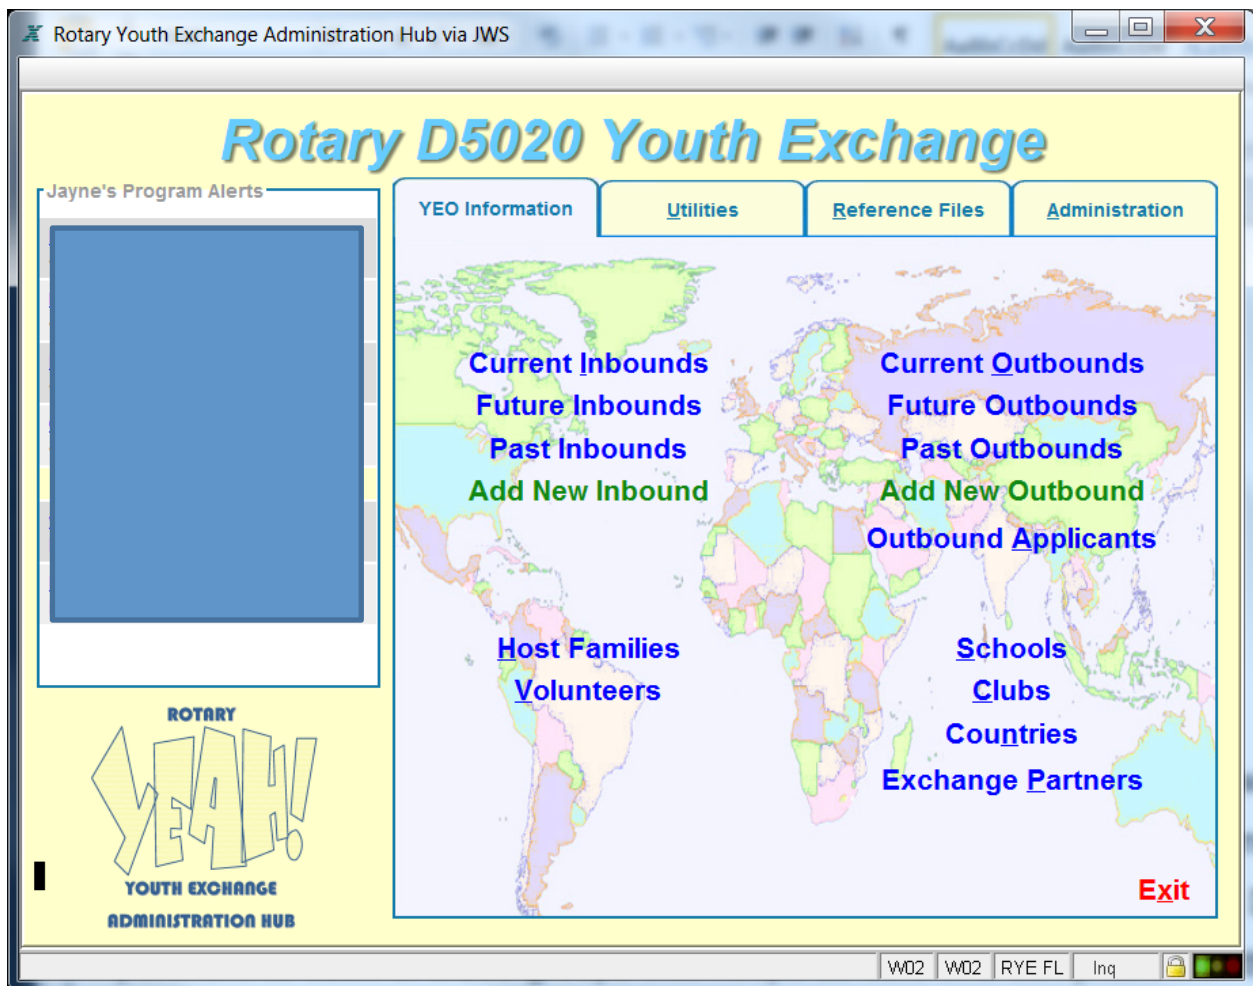 Rotary Youth Exchange Administration Hub via JWS
Rotary D5020 Youth Exchange
Jayne's Program Alerts
YEO Information
Utilities
Reference Files
Administration
Current Inbounds
Future Inbounds
Past Inbounds
Add New Inbound
Current Outbounds
Future Outbounds
Past Outbounds
Add New Outbound
Outbound Applicants
Host Families
Volunteers
Schools
Clubs
Countries
Exchange Partners
Exit
ROTARY
YEAH!
YOUTH EXCHANGE
ADMINISTRATION HUB
W02 W02 RYE FL Inq